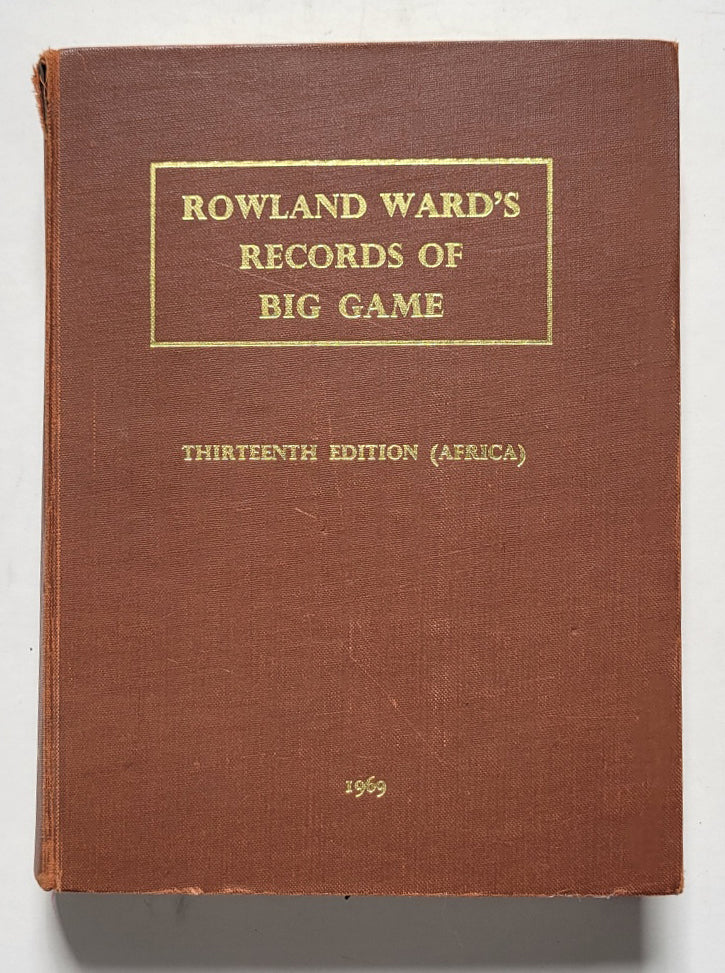 ROWLAND WARD'S
RECORDS OF
BIG GAME
THIRTEENTH EDITION (AFRICA)
1969